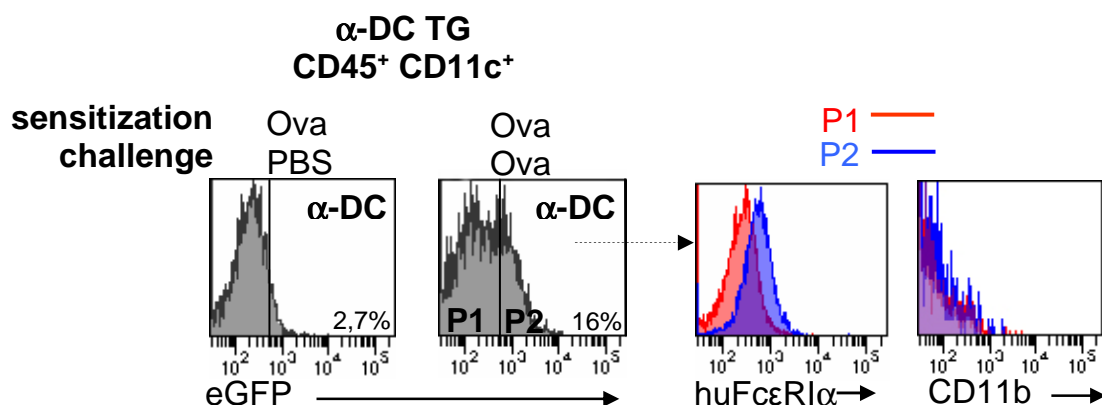 α-DC TG
CD45⁺ CD11c⁺
sensitization Ova Ova
challenge PBS Ova
P1
P2
α-DC α-DC
2,7% P1 P2 16%
10² 10³ 10⁴ 10⁵ 10² 10³ 10⁴ 10⁵ 10² 10³ 10⁴ 10⁵ 10² 10³ 10⁴ 10⁵
eGFP huFcεRIα CD11b